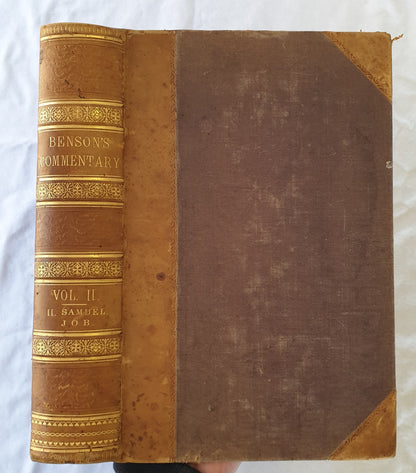 BENSON'S
COMMENTARY
VOL. II.
II. SAMUEL.
JOB.